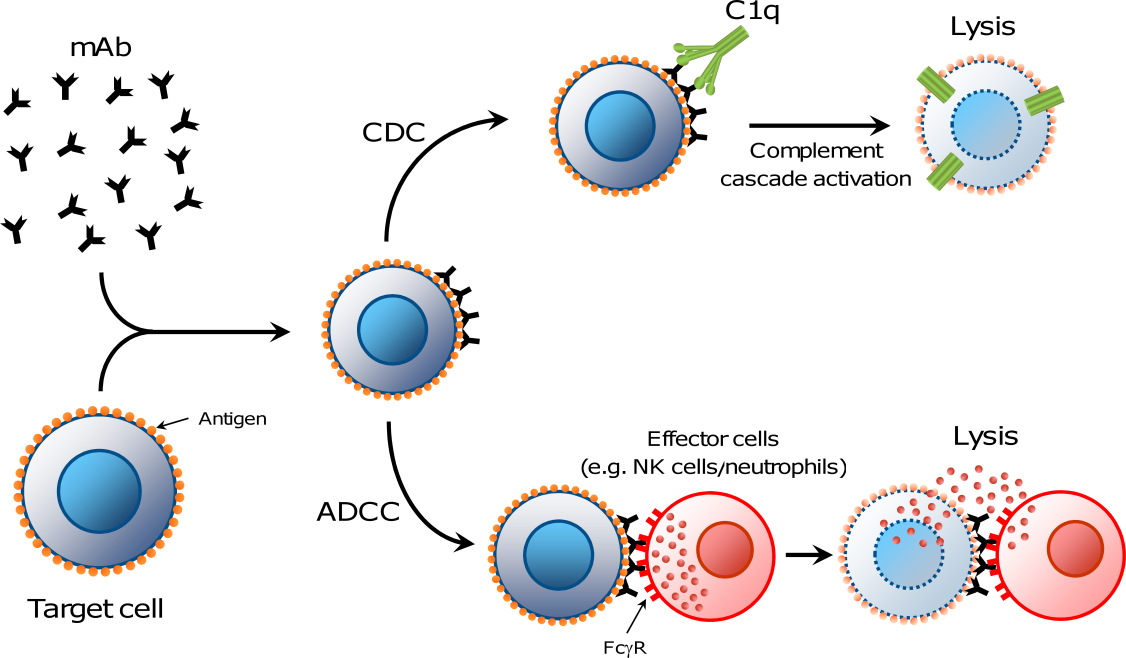 mAb
Antigen
Target cell
CDC
C1q
Complement
cascade activation
Lysis
ADCC
Effector cells
(e.g. NK cells/neutrophils)
FcγR
Lysis